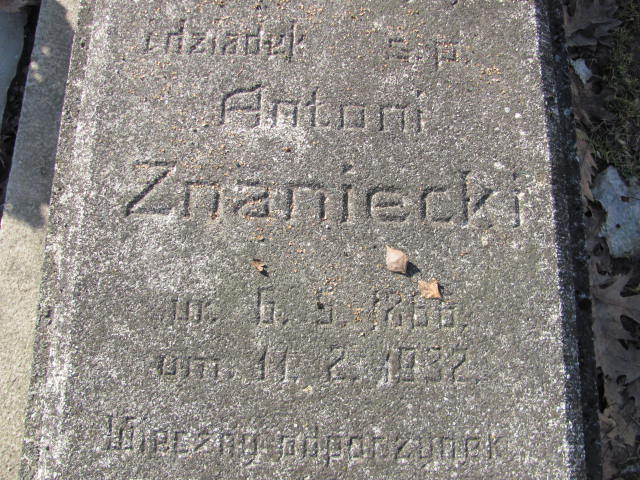 i dziadek ś.p.
Antoni
Znaniecki
ur. 6. 5. 1866.
um. 11. 2. 1932.
Wieczny odpoczynek